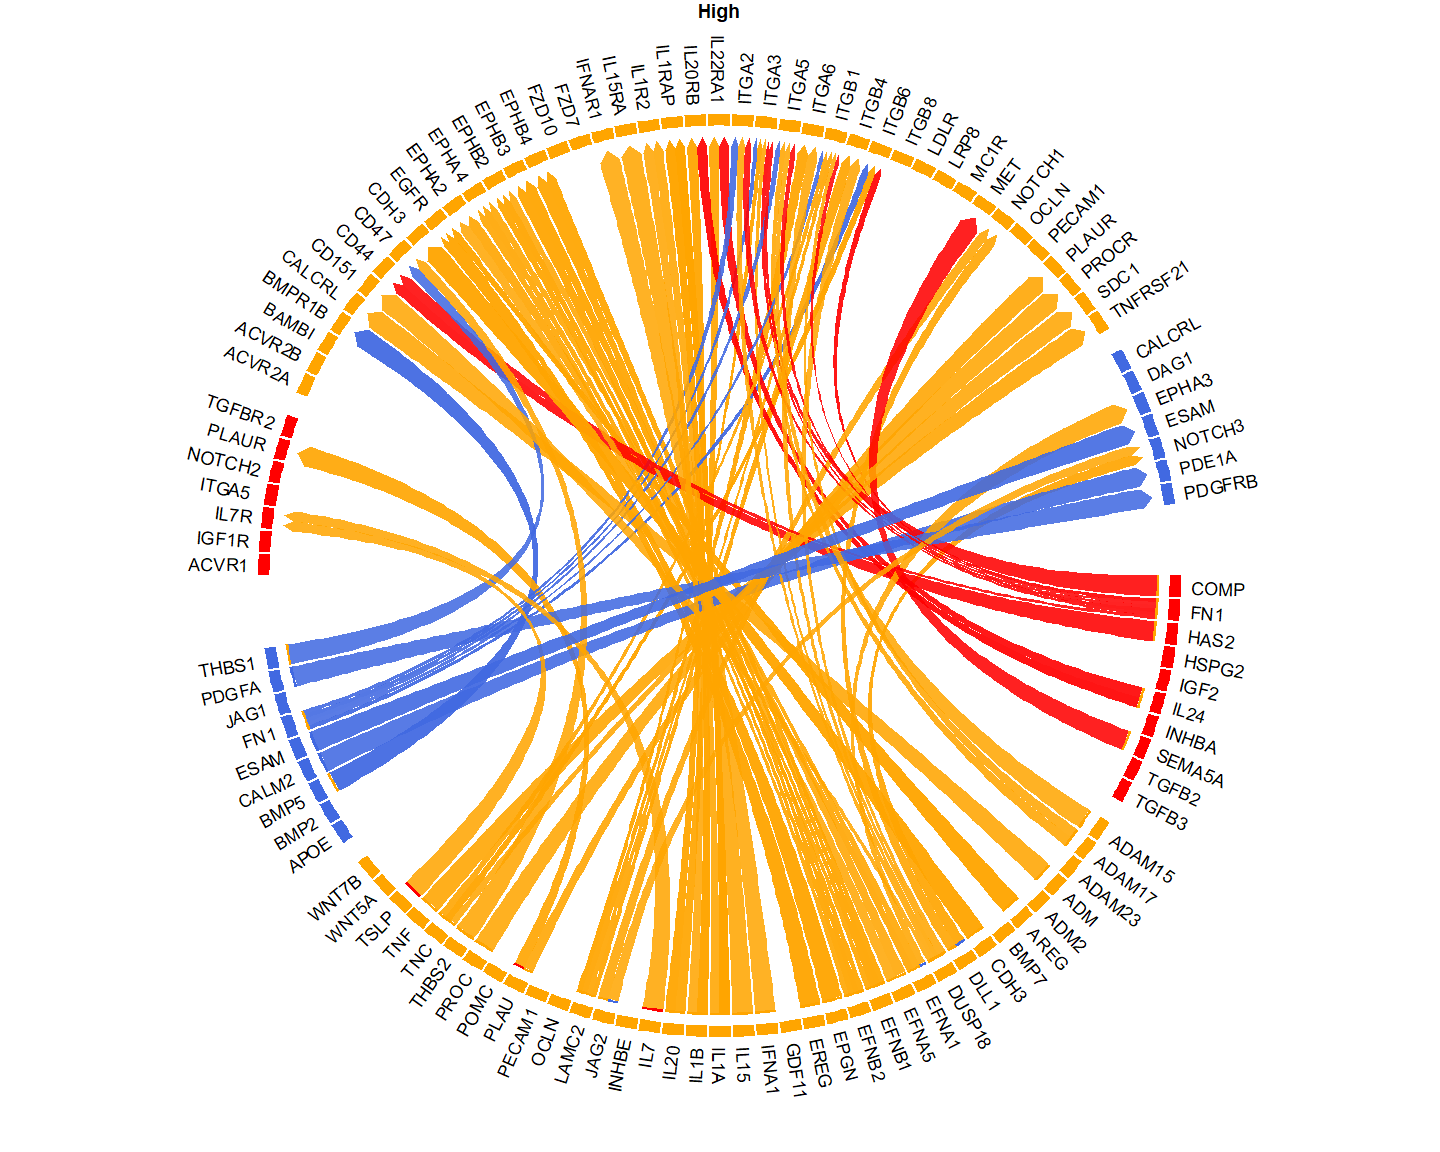 High
ACVR2A
ACVR2B
BAMBI
BMPR1B
CALCRL
CD151
CD44
CD47
CDH3
EGFR
EPHA2
EPHA4
EPHB2
EPHB3
EPHB4
FZD10
FZD7
IFNAR1
IL15RA
IL1R2
IL1RAP
IL20RB
IL22RA1
ITGA2
ITGA3
ITGA5
ITGA6
ITGB1
ITGB4
ITGB6
ITGB8
LDLR
LRP8
MC1R
MET
NOTCH1
OCLN
PECAM1
PLAUR
PROCR
SDC1
TNFRSF21
CALCRL
DAG1
EPHA3
ESAM
NOTCH3
PDE1A
PDGFRB
COMP
FN1
HAS2
HSPG2
IGF2
IL24
INHBA
SEMA5A
TGFB2
TGFB3
ADAM15
ADAM17
ADAM23
ADM
ADM2
AREG
BMP7
CDH3
DLL1
DUSP18
EFNA1
EFNA5
EFNB1
EFNB2
EPGN
EREG
GDF11
IFNA1
IL15
IL1A
IL1B
IL20
IL7
INHBE
JAG2
LAMC2
OCLN
PECAM1
PLAU
POMC
PROC
THBS2
TNC
TNF
TSLP
WNT5A
WNT7B
APOE
BMP2
BMP5
CALM2
ESAM
FN1
JAG1
PDGFA
THBS1
ACVR1
IGF1R
IL7R
ITGA5
NOTCH2
PLAUR
TGFBR2